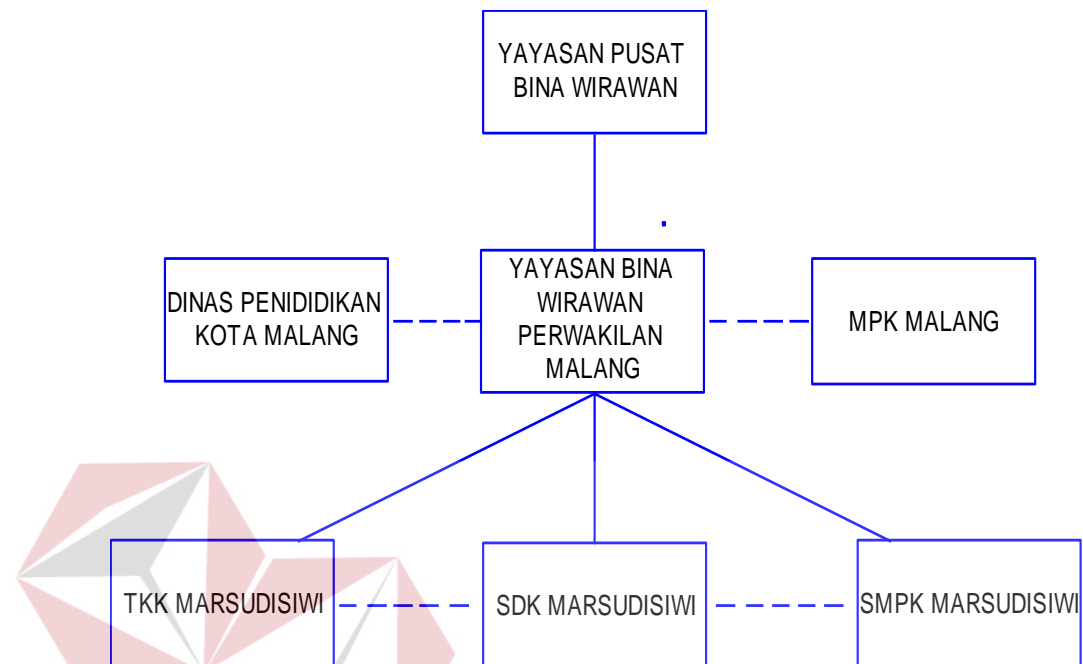 YAYASAN PUSAT
BINA WIRAWAN
DINAS PENIDIDIKAN
KOTA MALANG
YAYASAN BINA
WIRAWAN
PERWAKILAN
MALANG
MPK MALANG
TKK MARSUDISIWI
SDK MARSUDISIWI
SMPK MARSUDISIWI